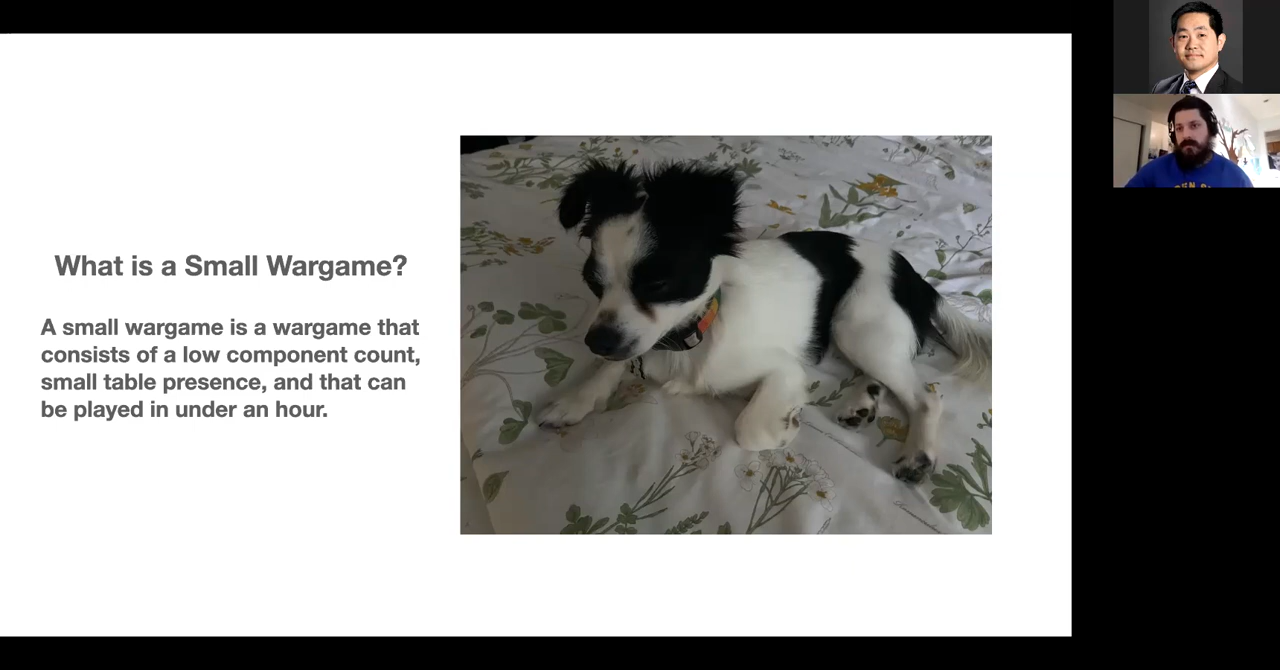 What is a Small Wargame?
A small wargame is a wargame that
consists of a low component count,
small table presence, and that can
be played in under an hour.